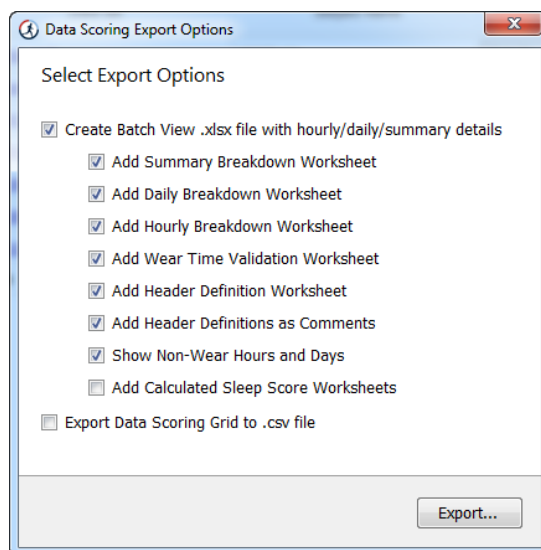 Data Scoring Export Options
Select Export Options
Create Batch View .xlsx file with hourly/daily/summary details
Add Summary Breakdown Worksheet
Add Daily Breakdown Worksheet
Add Hourly Breakdown Worksheet
Add Wear Time Validation Worksheet
Add Header Definition Worksheet
Add Header Definitions as Comments
Show Non-Wear Hours and Days
Add Calculated Sleep Score Worksheets
Export Data Scoring Grid to .csv file
Export...